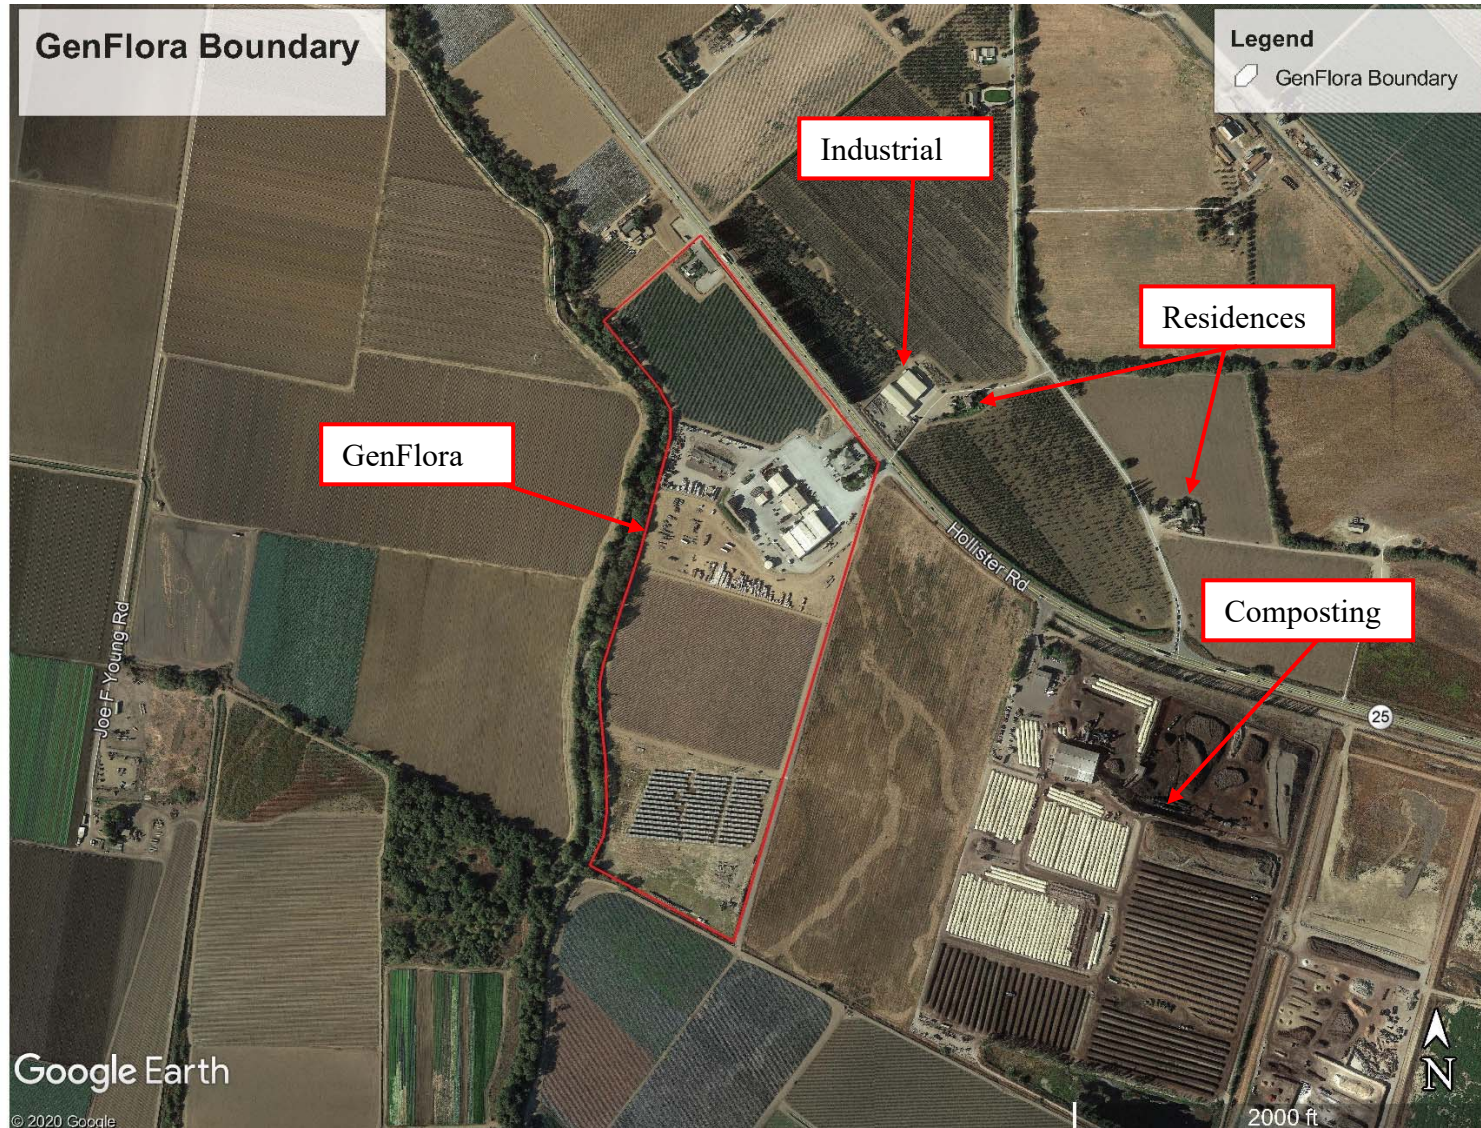 GenFlora Boundary
Legend
GenFlora Boundary
Industrial
Residences
GenFlora
Hollister Rd
Composting
Joe-F Young Rd
25
Google Earth
N
© 2020 Google
2000 ft